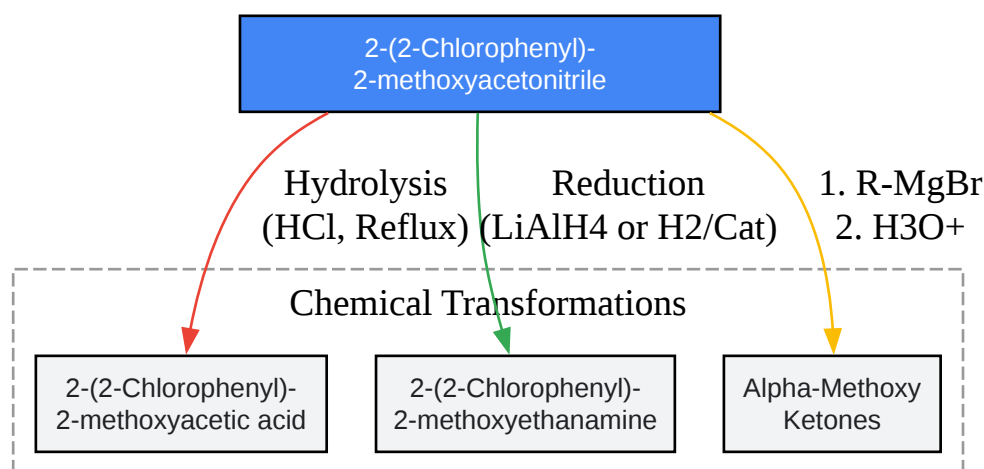 2-(2-Chlorophenyl)-
2-methoxyacetonitrile
Hydrolysis
(HCl, Reflux)
Reduction
(LiAlH4 or H2/Cat)
1. R-MgBr
2. H3O+
Chemical Transformations
2-(2-Chlorophenyl)-
2-methoxyacetic acid
2-(2-Chlorophenyl)-
2-methoxyethanamine
Alpha-Methoxy
Ketones